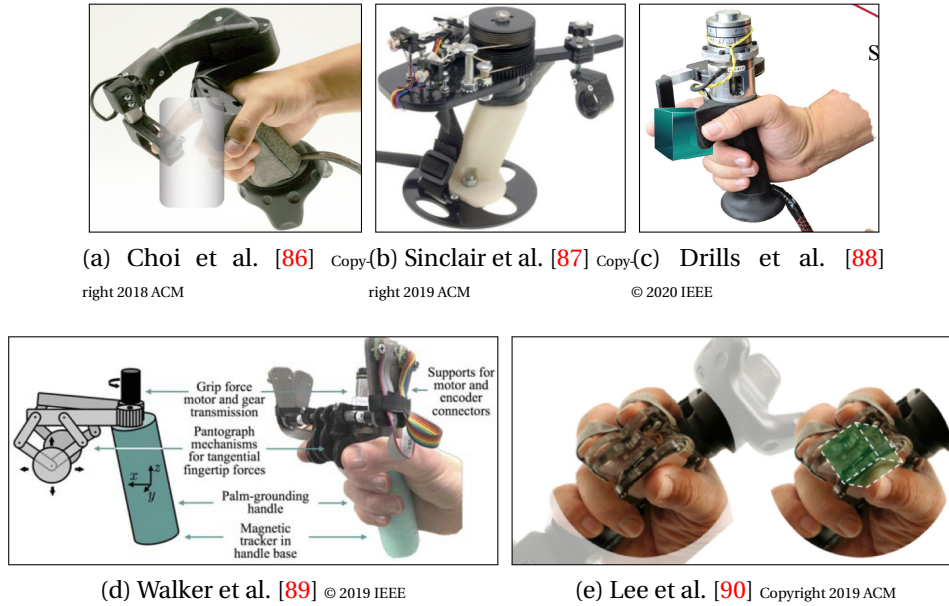 S
(a) Choi et al. [86] Copy-
right 2018 ACM
(b) Sinclair et al. [87] Copy-
right 2019 ACM
(c) Drills et al. [88]
© 2020 IEEE
Grip force
motor and gear
transmission
Pantograph
mechanisms
for tangential
fingertip forces
Palm-grounding
handle
Magnetic
tracker in
handle base
Supports for
motor and
encoder
connectors
z
x
y
(d) Walker et al. [89] © 2019 IEEE
(e) Lee et al. [90] Copyright 2019 ACM